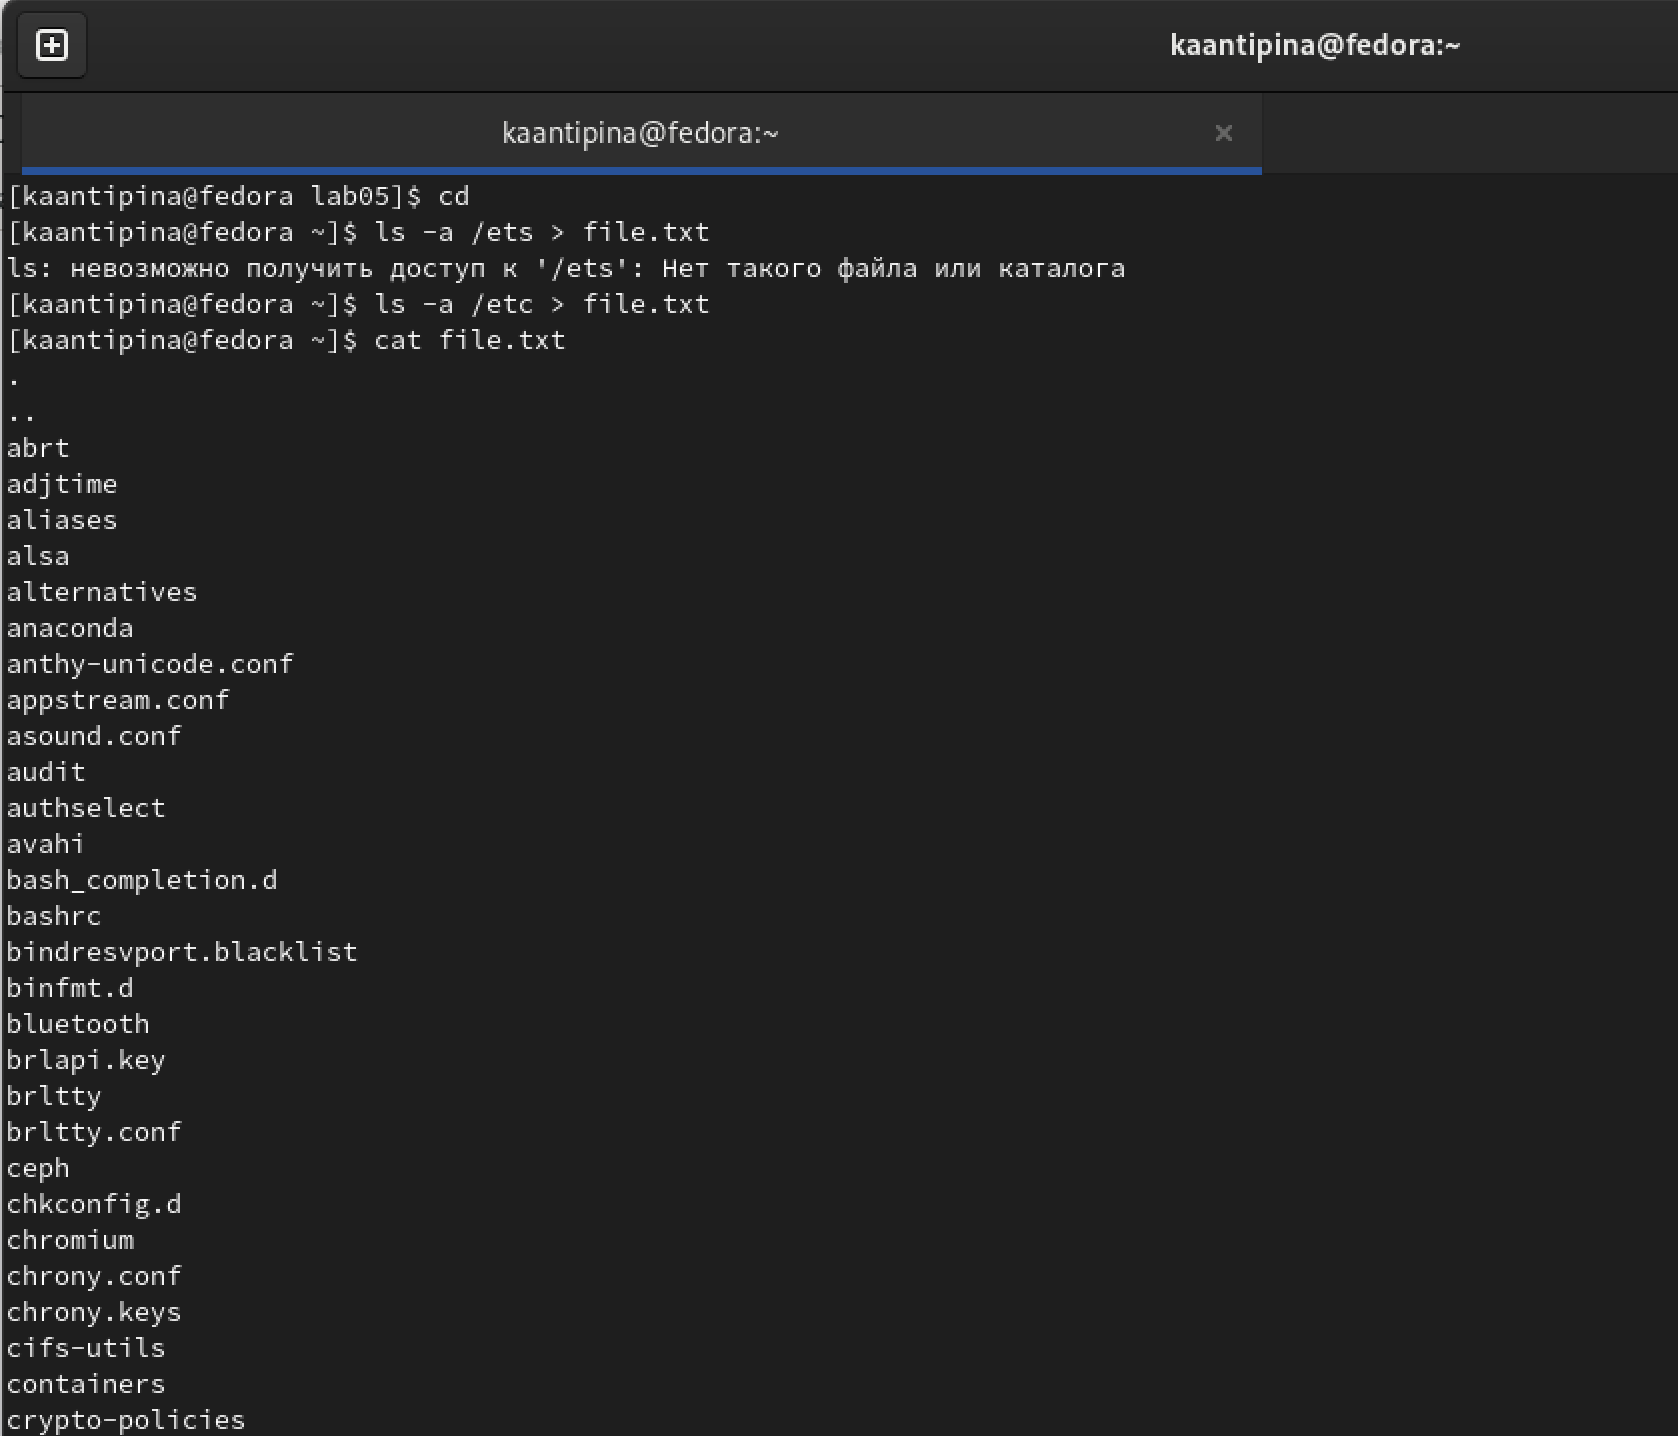 kaantipina@fedora:~
kaantipina@fedora:~
[kaantipina@fedora lab05]$ cd
[kaantipina@fedora ~]$ ls -a /ets > file.txt
ls: невозможно получить доступ к '/ets': Нет такого файла или каталога
[kaantipina@fedora ~]$ ls -a /etc > file.txt
[kaantipina@fedora ~]$ cat file.txt
.
..
abrt
adjtime
aliases
alsa
alternatives
anaconda
anthy-unicode.conf
appstream.conf
asound.conf
audit
authselect
avahi
bash_completion.d
bashrc
bindresvport.blacklist
binfmt.d
bluetooth
brlapi.key
brltty
brltty.conf
ceph
chkconfig.d
chromium
chrony.conf
chrony.keys
cifs-utils
containers
crypto-policies